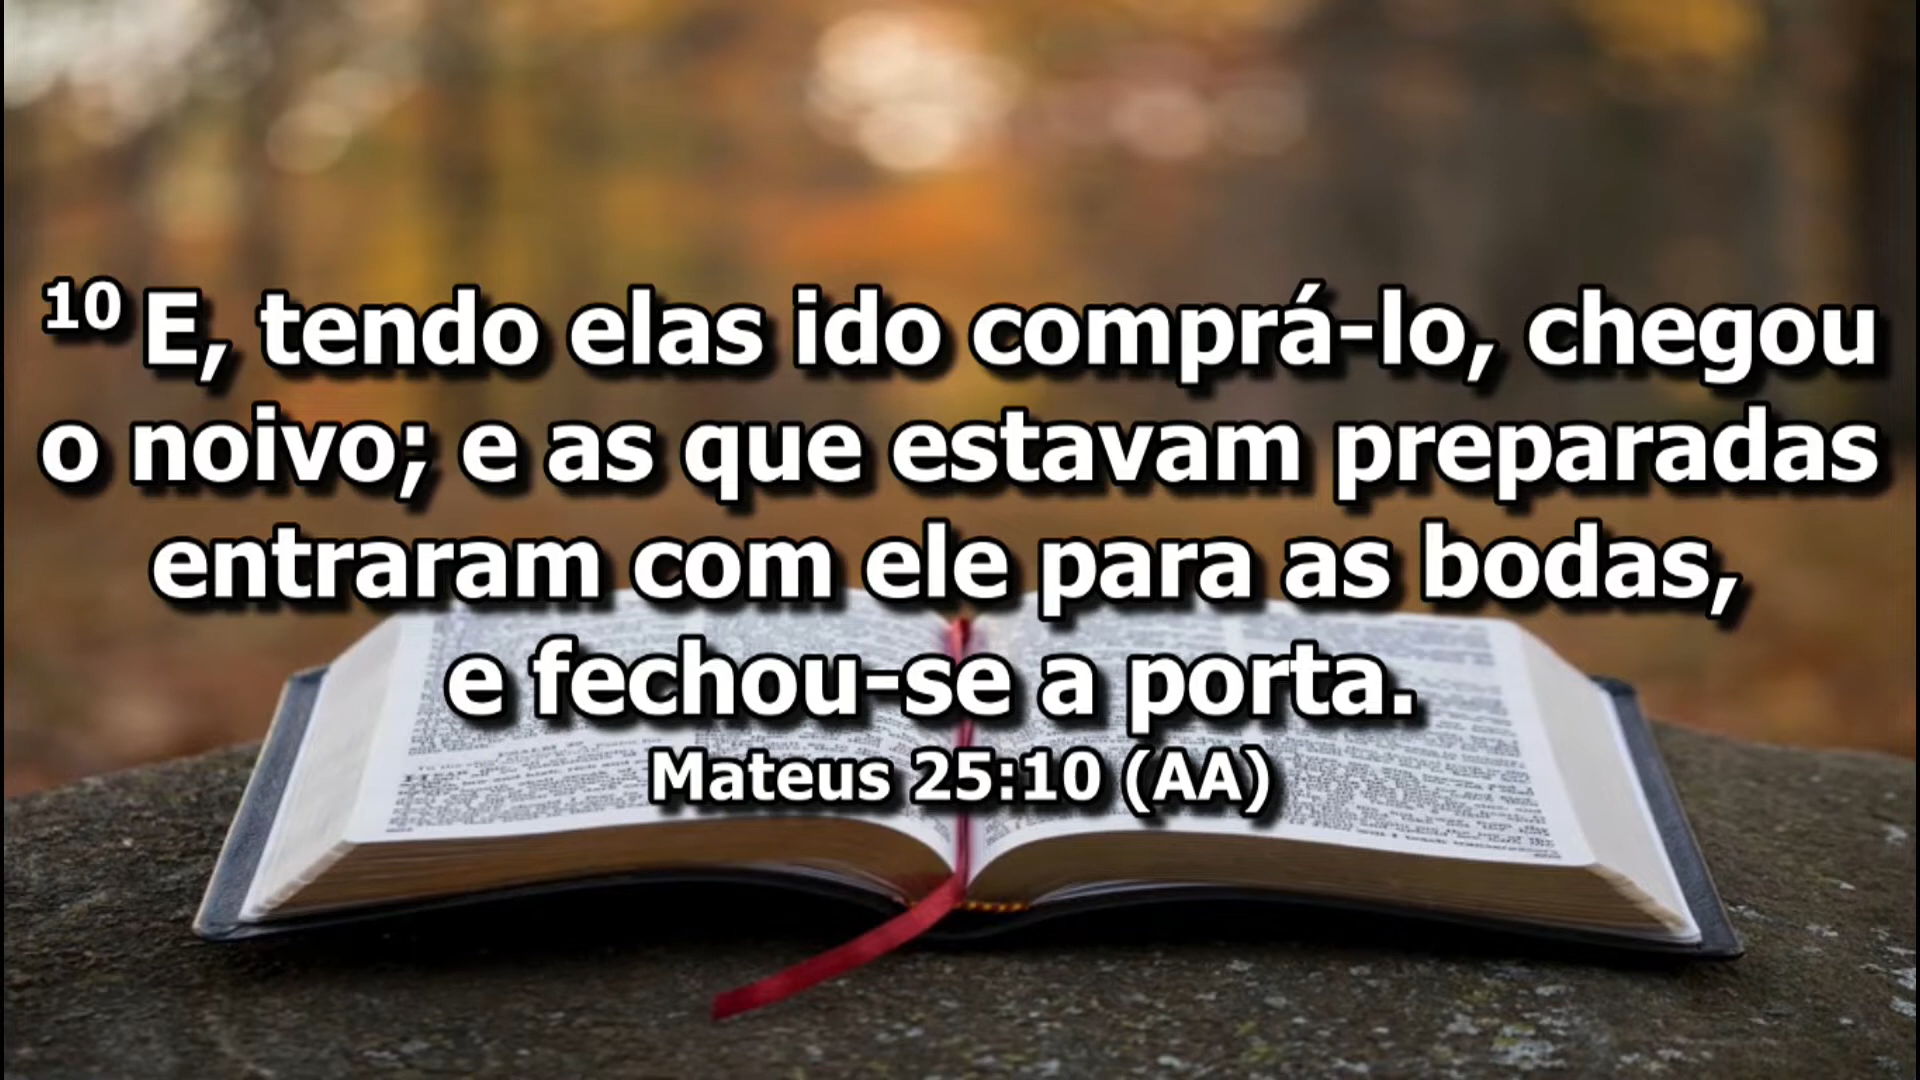 10 E, tendo elas ido comprá-lo, chegou
o noivo; e as que estavam preparadas
entraram com ele para as bodas,
e fechou-se a porta.
Mateus 25:10 (AA)